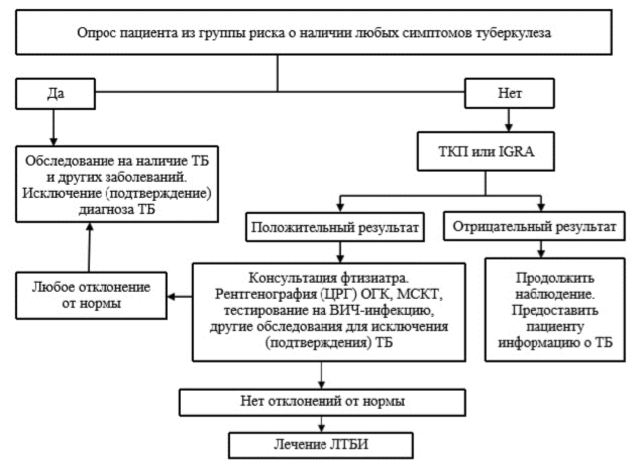 Опрос пациента из группы риска о наличии любых симптомов туберкулеза
Да
Нет
Обследование на наличие ТБ
и других заболеваний.
Исключение (подтверждение)
диагноза ТБ
ТКП или IGRA
Положительный результат
Отрицательный результат
Любое отклонение
от нормы
Консультация фтизиатра.
Рентгенография (ЦРГ) ОГК, МСКТ,
тестирование на ВИЧ-инфекцию,
другие обследования для исключения
(подтверждения) ТБ
Продолжить
наблюдение.
Предоставить
пациенту
информацию о ТБ
Нет отклонений от нормы
Лечение ЛТБИ